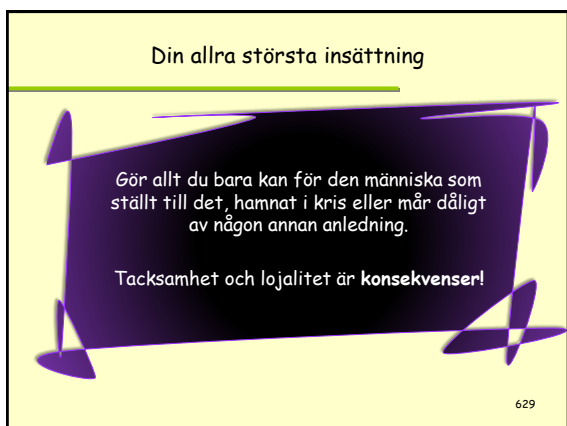 Din allra största insättning
Gör allt du bara kan för den människa som
ställt till det, hamnat i kris eller mår dåligt
av någon annan anledning.
Tacksamhet och lojalitet är konsekvenser!
629